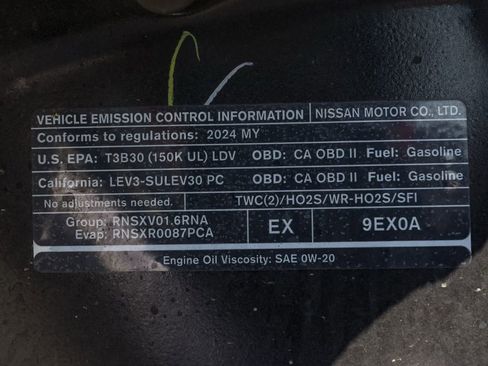 VEHICLE EMISSION CONTROL INFORMATION NISSAN MOTOR CO., LTD.
Conforms to regulations: 2024 MY
U.S. EPA: T3B30 (150K UL) LDV OBD: CA OBD II Fuel: Gasoline
California: LEV3-SULEV30 PC OBD: CA OBD II Fuel: Gasoline
No adjustments needed. TWC(2)/HO2S/WR-HO2S/SFI
Group: RNSXV01.6RNA
Evap: RNSXR0087PCA
EX 9EX0A
Engine Oil Viscosity: SAE 0W-20